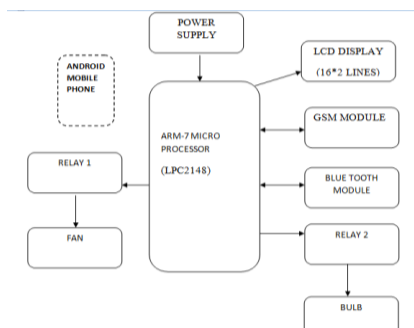 POWER
SUPPLY
LCD DISPLAY
(16*2 LINES)
ANDROID
MOBILE
PHONE
GSM MODULE
ARM-7 MICRO
PROCESSOR
(LPC2148)
RELAY 1
BLUE TOOTH
MODULE
FAN
RELAY 2
BULB